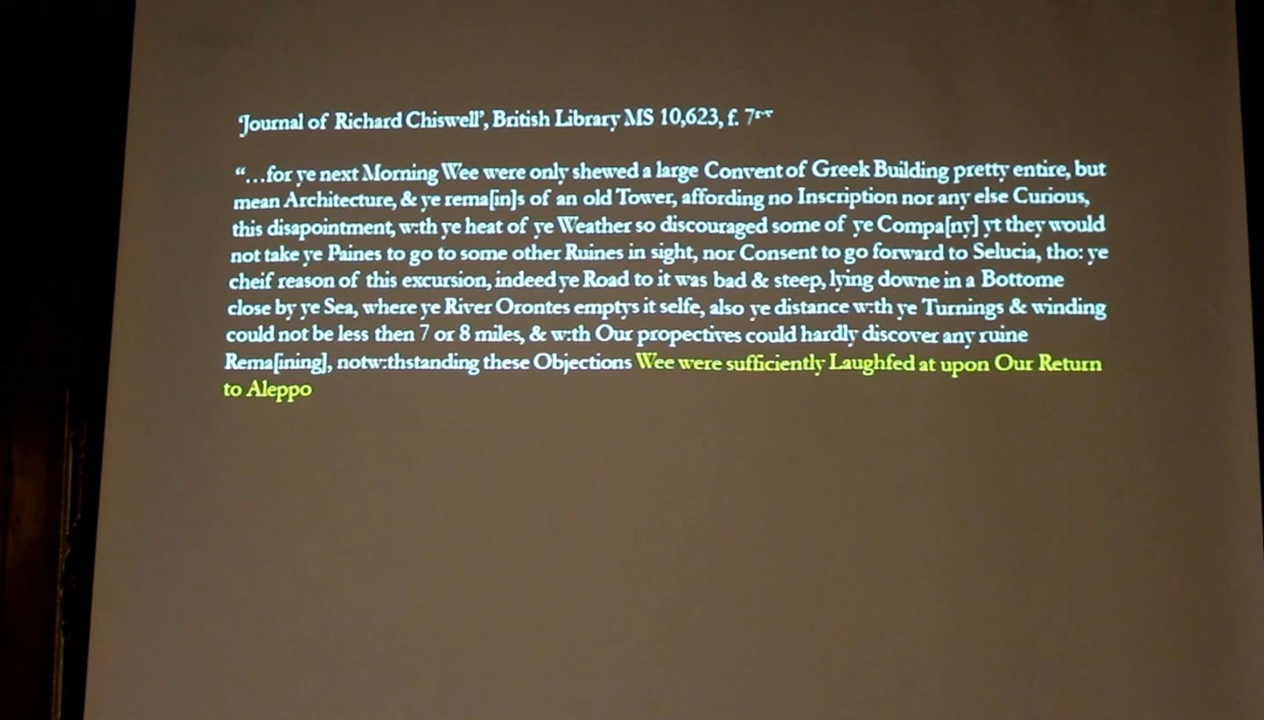 'Journal of Richard Chiswell', British Library MS 10,623, f. 7r-v
"…for ye next Morning Wee were only shewed a large Convent of Greek Building pretty entire, but
mean Architecture, & ye rema[in]s of an old Tower, affording no Inscription nor any else Curious,
this disapointment, w:th ye heat of ye Weather so discouraged some of ye Compa[ny] yt they would
not take ye Paines to go to some other Ruines in sight, nor Consent to go forward to Selucia, tho: ye
cheif reason of this excursion, indeed ye Road to it was bad & steep, lying downe in a Bottome
close by ye Sea, where ye River Orontes emptys it selfe, also ye distance w:th ye Turnings & winding
could not be less then 7 or 8 miles, & w:th Our propectives could hardly discover any ruine
Rema[ining], notw:thstanding these Objections Wee were sufficiently Laughfed at upon Our Return
to Aleppo